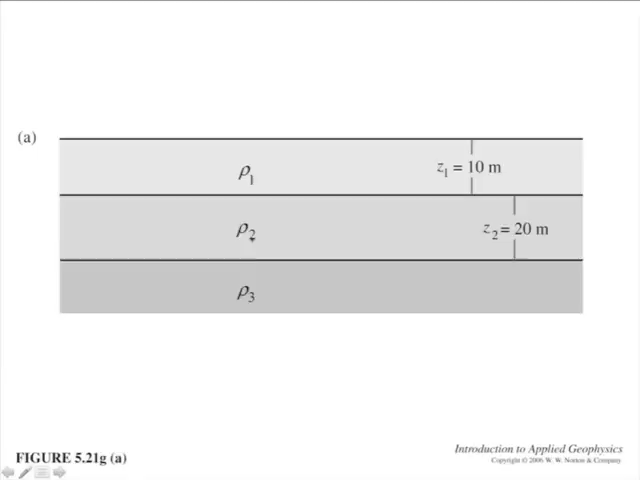 (a)
ρ1
z1 = 10 m
ρ2
z2 = 20 m
ρ3
Introduction to Applied Geophysics
Copyright © 2006 W. W. Norton & Company
FIGURE 5.21g (a)